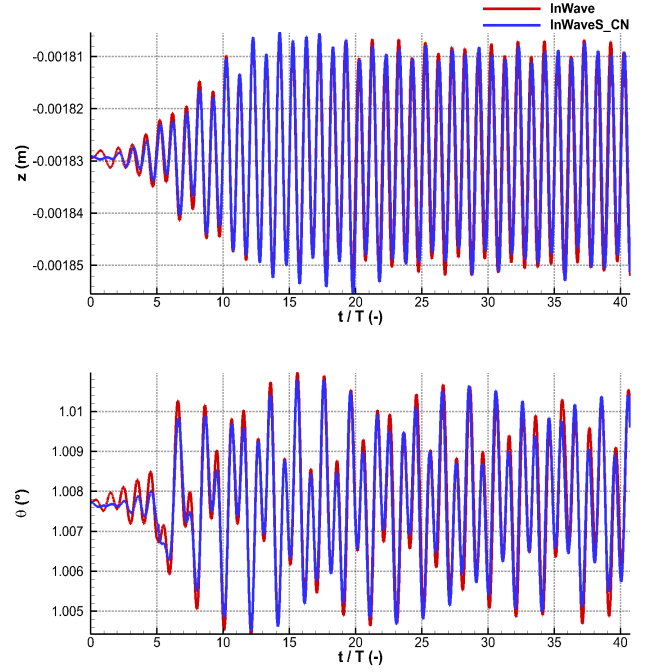 InWave
InWaveS_CN
-0.00181
-0.00182
-0.00183
-0.00184
-0.00185
z (m)
0 5 10 15 20 25 30 35 40
t / T (-)
1.01
1.009
1.008
1.007
1.006
1.005
θ (°)
0 5 10 15 20 25 30 35 40
t / T (-)